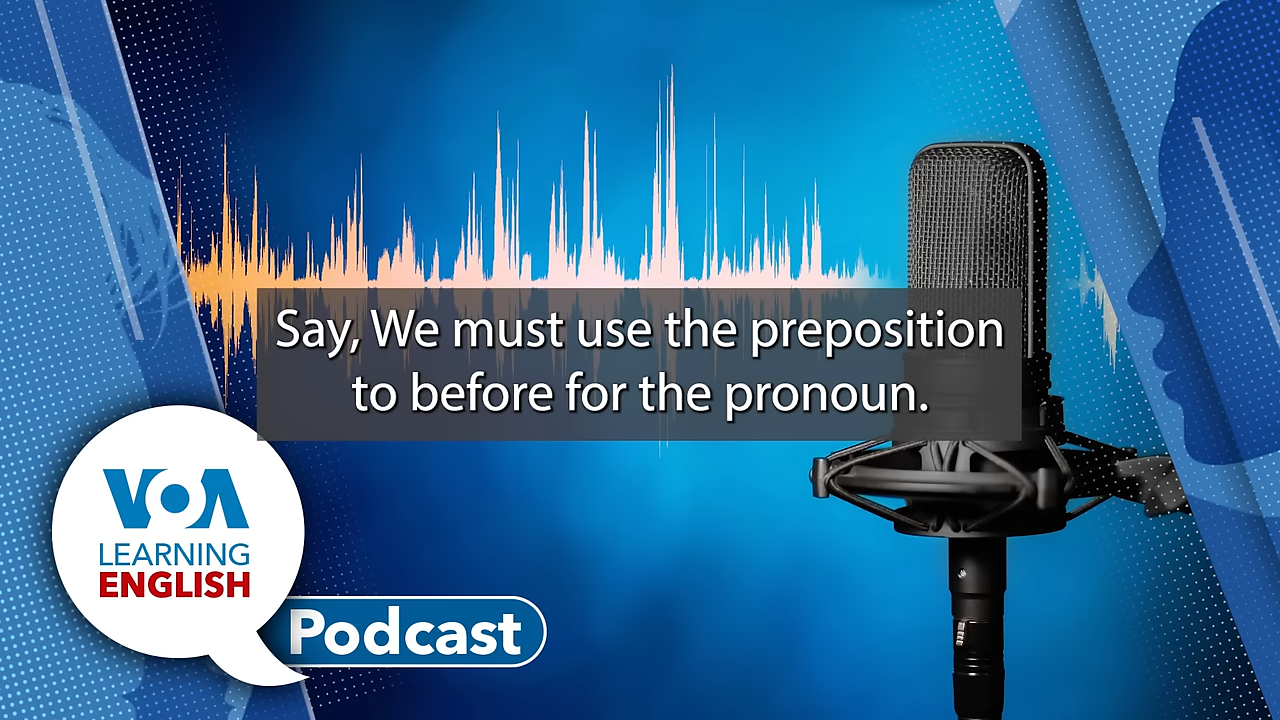 Say, We must use the preposition
to before for the pronoun.
VOA
LEARNING
ENGLISH
Podcast